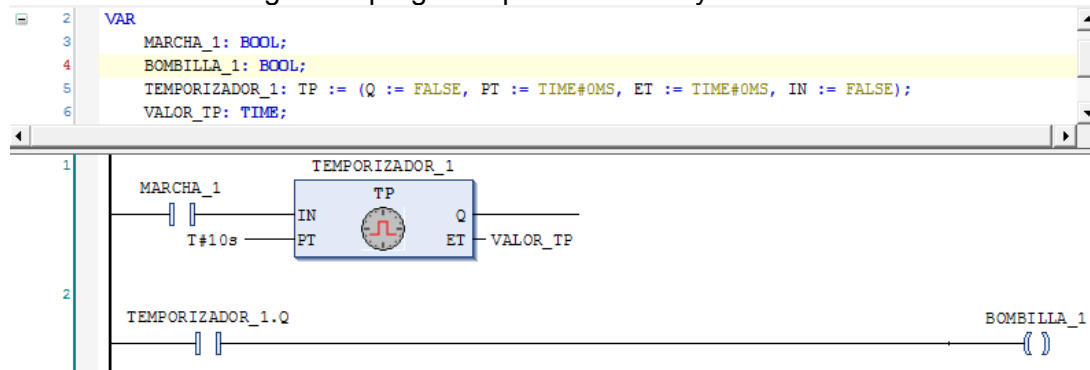 2 VAR
3 MARCHA_1: BOOL;
4 BOMBILLA_1: BOOL;
5 TEMPORIZADOR_1: TP := (Q := FALSE, PT := TIME#0MS, ET := TIME#0MS, IN := FALSE);
6 VALOR_TP: TIME;
1 TEMPORIZADOR_1
MARCHA_1 TP
IN Q
T#10s PT ET VALOR_TP
2
TEMPORIZADOR_1.Q BOMBILLA_1